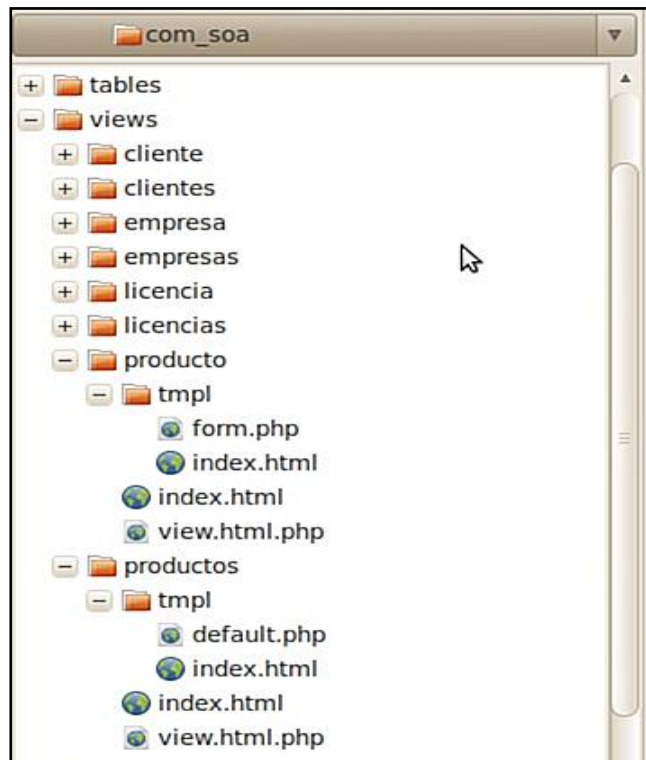 com_soa
tables
views
cliente
clientes
empresa
empresas
licencia
licencias
producto
tmpl
form.php
index.html
index.html
view.html.php
productos
tmpl
default.php
index.html
index.html
view.html.php